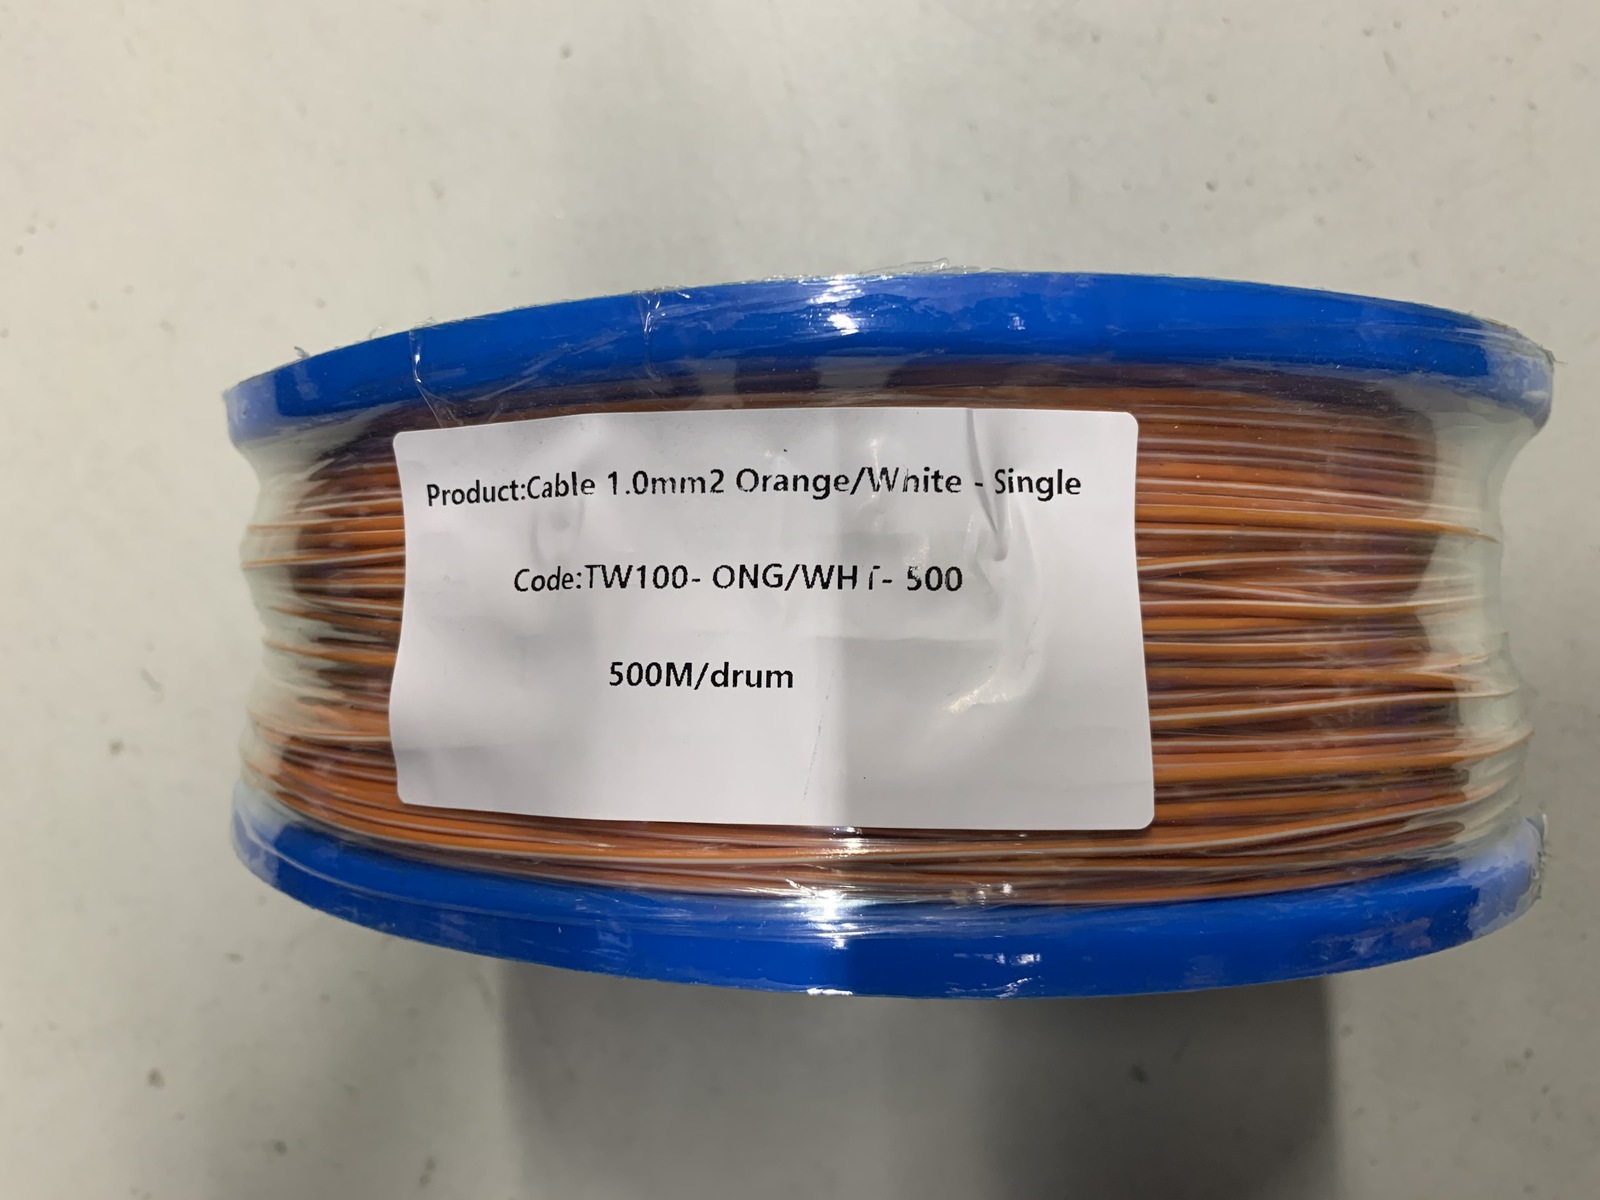 Product:Cable 1.0mm2 Orange/White - Single
Code:TW100- ONG/WHT- 500
500M/drum